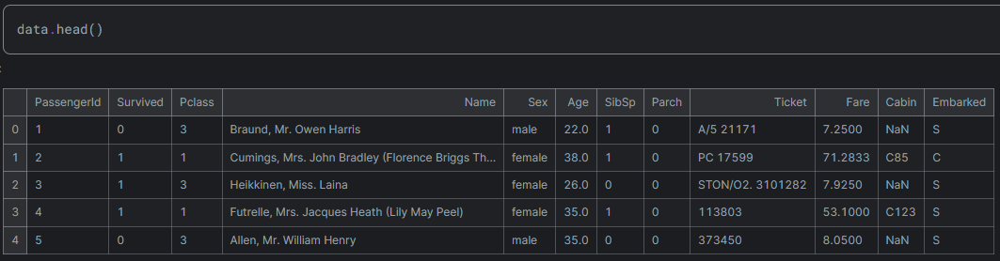 data.head()
PassengerId Survived Pclass Name Sex Age SibSp Parch Ticket Fare Cabin Embarked
0 1 0 3 Braund, Mr. Owen Harris male 22.0 1 0 A/5 21171 7.2500 NaN S
1 2 1 1 Cumings, Mrs. John Bradley (Florence Briggs Th... female 38.0 1 0 PC 17599 71.2833 C85 C
2 3 1 3 Heikkinen, Miss. Laina female 26.0 0 0 STON/O2. 3101282 7.9250 NaN S
3 4 1 1 Futrelle, Mrs. Jacques Heath (Lily May Peel) female 35.0 1 0 113803 53.1000 C123 S
4 5 0 3 Allen, Mr. William Henry male 35.0 0 0 373450 8.0500 NaN S